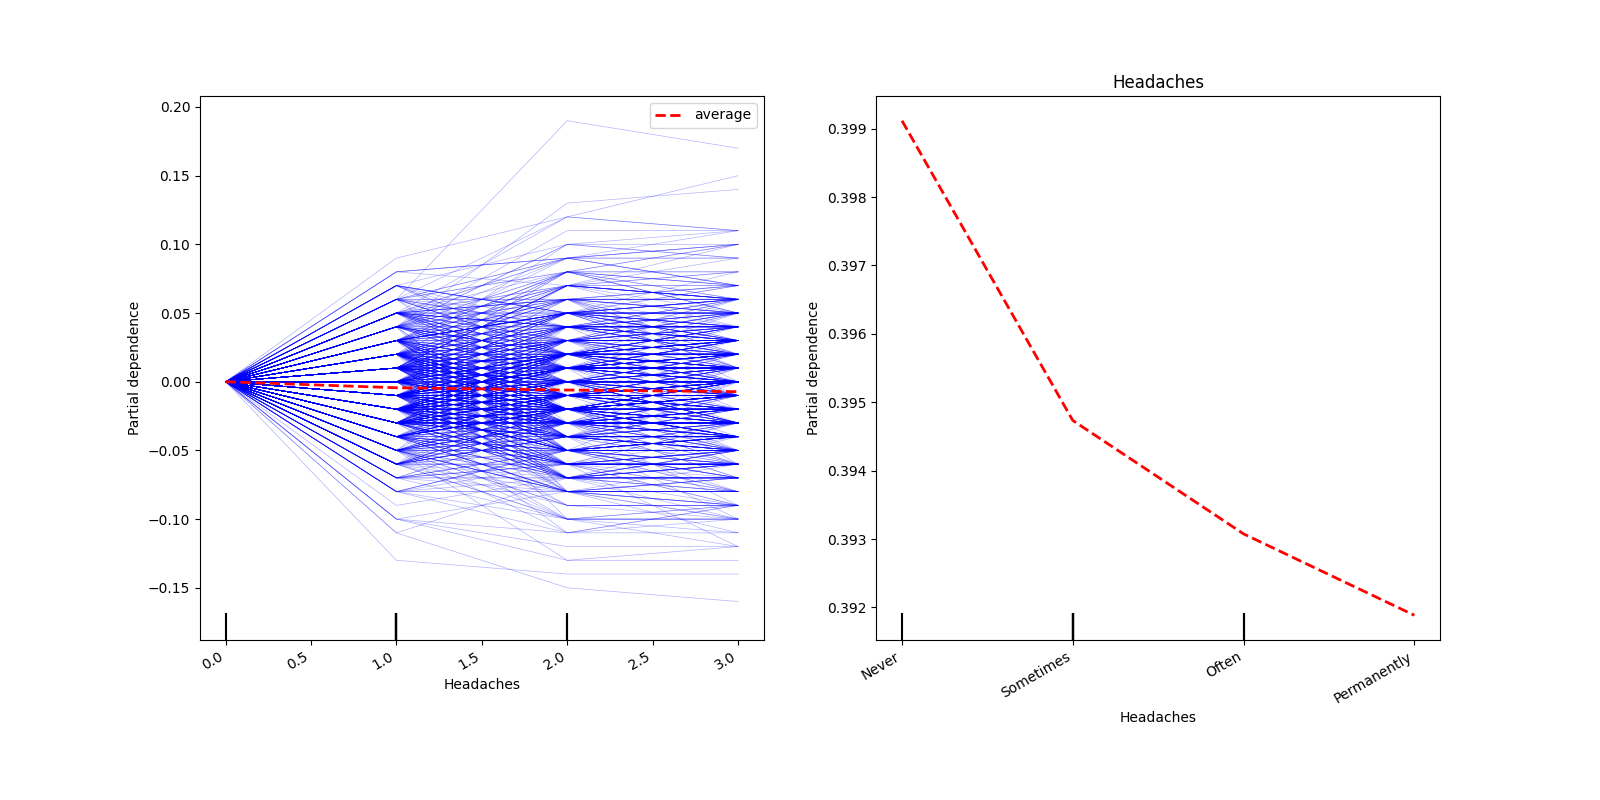 0.20
0.15
0.10
0.05
0.00
−0.05
−0.10
−0.15
Partial dependence
average
0.0
0.5
1.0
1.5
2.0
2.5
3.0
Headaches
Headaches
0.399
0.398
0.397
0.396
0.395
0.394
0.393
0.392
Partial dependence
Never
Sometimes
Often
Permanently
Headaches